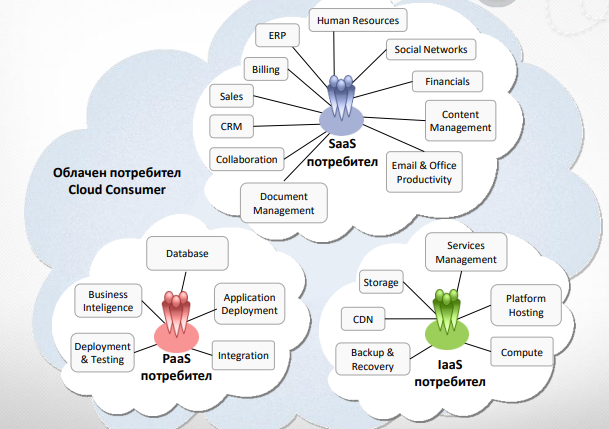 Human Resources
ERP
Social Networks
Billing
Financials
Sales
Content
Management
CRM
SaaS
потребител
Collaboration
Email & Office
Productivity
Document
Management
Облачен потребител
Cloud Consumer
Database
Business
Inteligence
Application
Deployment
Deployment
& Testing
Integration
PaaS
потребител
Services
Management
Storage
Platform
Hosting
CDN
Backup &
Recovery
Compute
IaaS
потребител